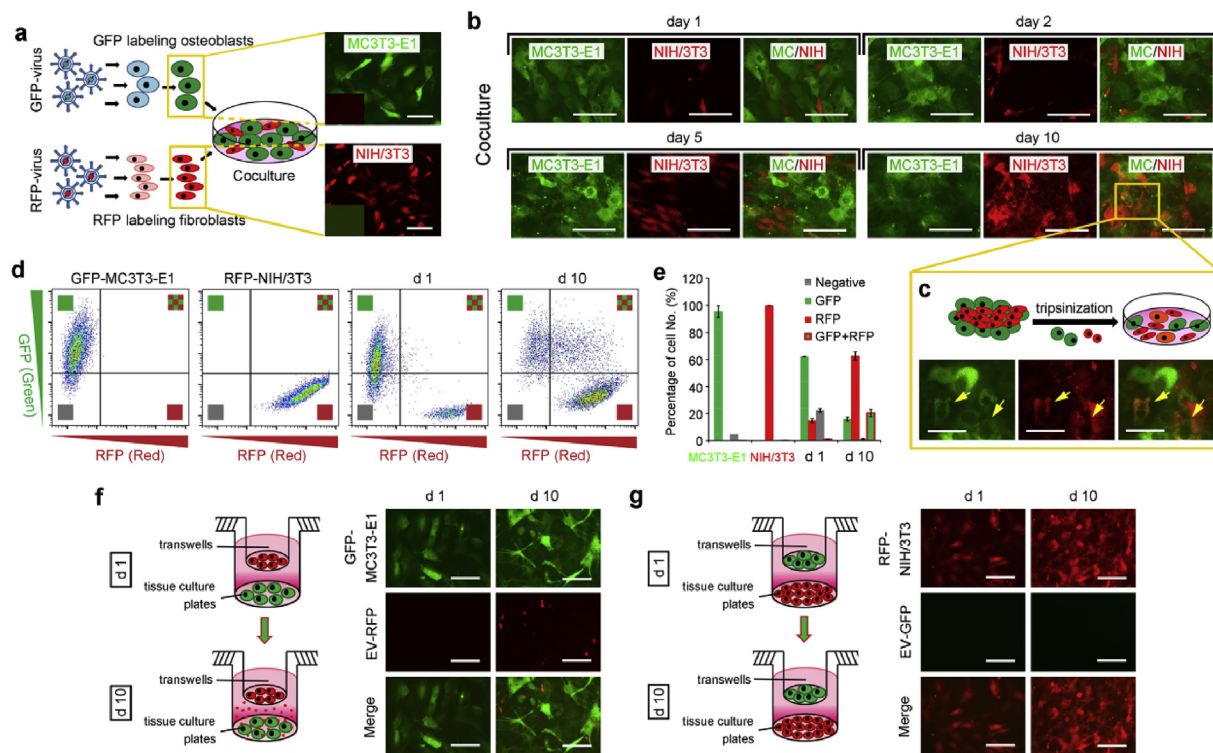 a
GFP labeling osteoblasts
GFP-virus
RFP-virus
Coculture
RFP labeling fibroblasts
MC3T3-E1
NIH/3T3
b
day 1
day 2
Coculture
MC3T3-E1
NIH/3T3
MC/NIH
MC3T3-E1
NIH/3T3
MC/NIH
day 5
day 10
MC3T3-E1
NIH/3T3
MC/NIH
MC3T3-E1
NIH/3T3
MC/NIH
c
tripsinization
d
GFP-MC3T3-E1
RFP-NIH/3T3
d 1
d 10
GFP (Green)
RFP (Red)
RFP (Red)
RFP (Red)
RFP (Red)
e
Percentage of cell No. (%)
120
100
80
60
40
20
0
Negative
GFP
RFP
GFP+RFP
MC3T3-E1
NIH/3T3
d 1
d 10
f
d 1
transwells
tissue culture
plates
d 10
transwells
tissue culture
plates
d 1
d 10
GFP-
MC3T3-E1
EV-RFP
Merge
g
d 1
transwells
tissue culture
plates
d 10
transwells
tissue culture
plates
d 1
d 10
RFP-
NIH/3T3
EV-GFP
Merge